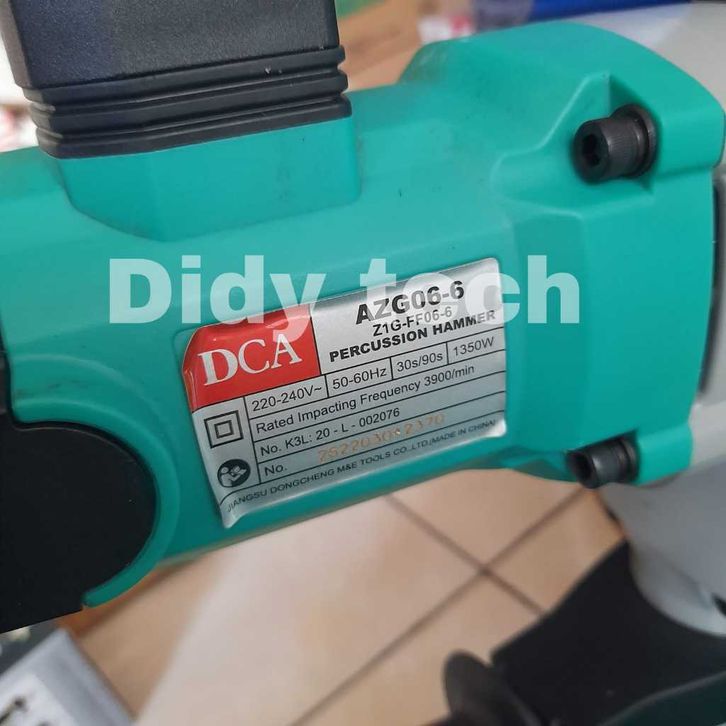 Didy tech
DCA
AZG06-6
Z1G-FF06-6
PERCUSSION HAMMER
220-240V~ 50-60Hz 30s/90s 1350W
Rated Impacting Frequency 3900/min
No. K3L: 20 - L - 002076
No.
JIANGSU DONGCHENG M&E TOOLS CO.,LTD.(MADE IN CHINA)